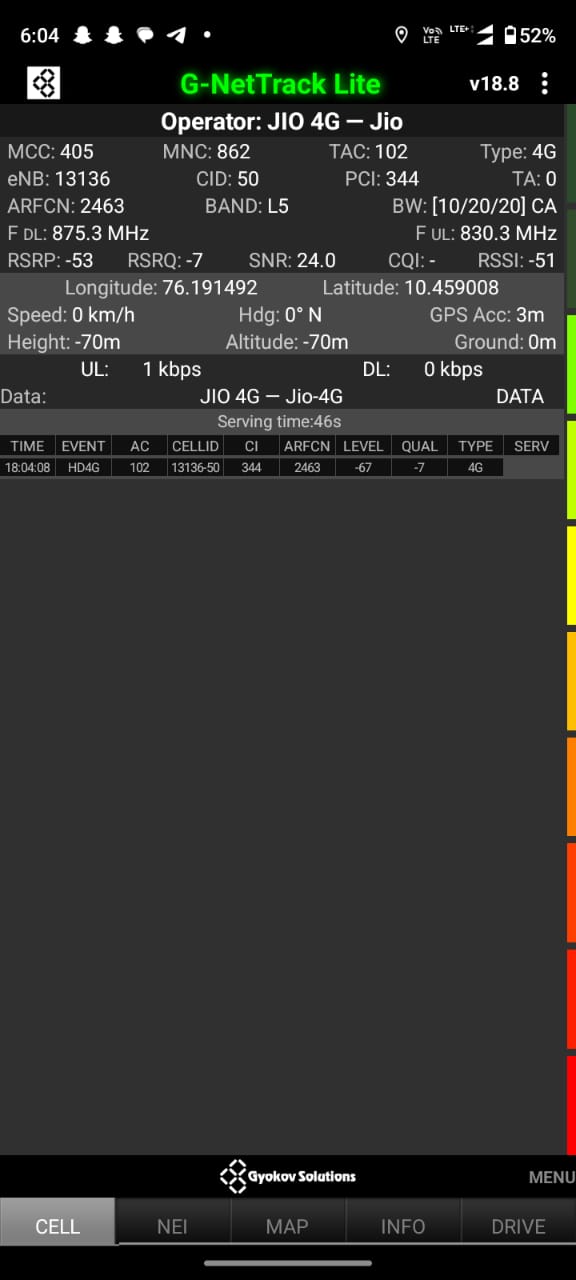 6:04 Vo)) LTE LTE+ 52%
G-NetTrack Lite v18.8
Operator: JIO 4G — Jio
MCC: 405 MNC: 862 TAC: 102 Type: 4G
eNB: 13136 CID: 50 PCI: 344 TA: 0
ARFCN: 2463 BAND: L5 BW: [10/20/20] CA
F DL: 875.3 MHz F UL: 830.3 MHz
RSRP: -53 RSRQ: -7 SNR: 24.0 CQI: - RSSI: -51
Longitude: 76.191492 Latitude: 10.459008
Speed: 0 km/h Hdg: 0° N GPS Acc: 3m
Height: -70m Altitude: -70m Ground: 0m
UL: 1 kbps DL: 0 kbps
Data: JIO 4G — Jio-4G DATA
Serving time:46s
TIME EVENT AC CELLID CI ARFCN LEVEL QUAL TYPE SERV
18:04:08 HD4G 102 13136-50 344 2463 -67 -7 4G
Gyokov Solutions MENU
CELL NEI MAP INFO DRIVE